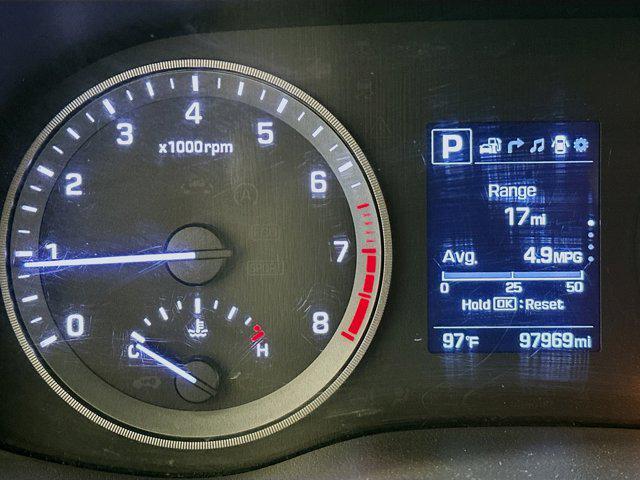 4
3
5
x1000rpm
2
6
1
7
0
8
C
H
P
Range
17mi
Avg. 4.9MPG
0 25 50
Hold OK : Reset
97°F 97969mi